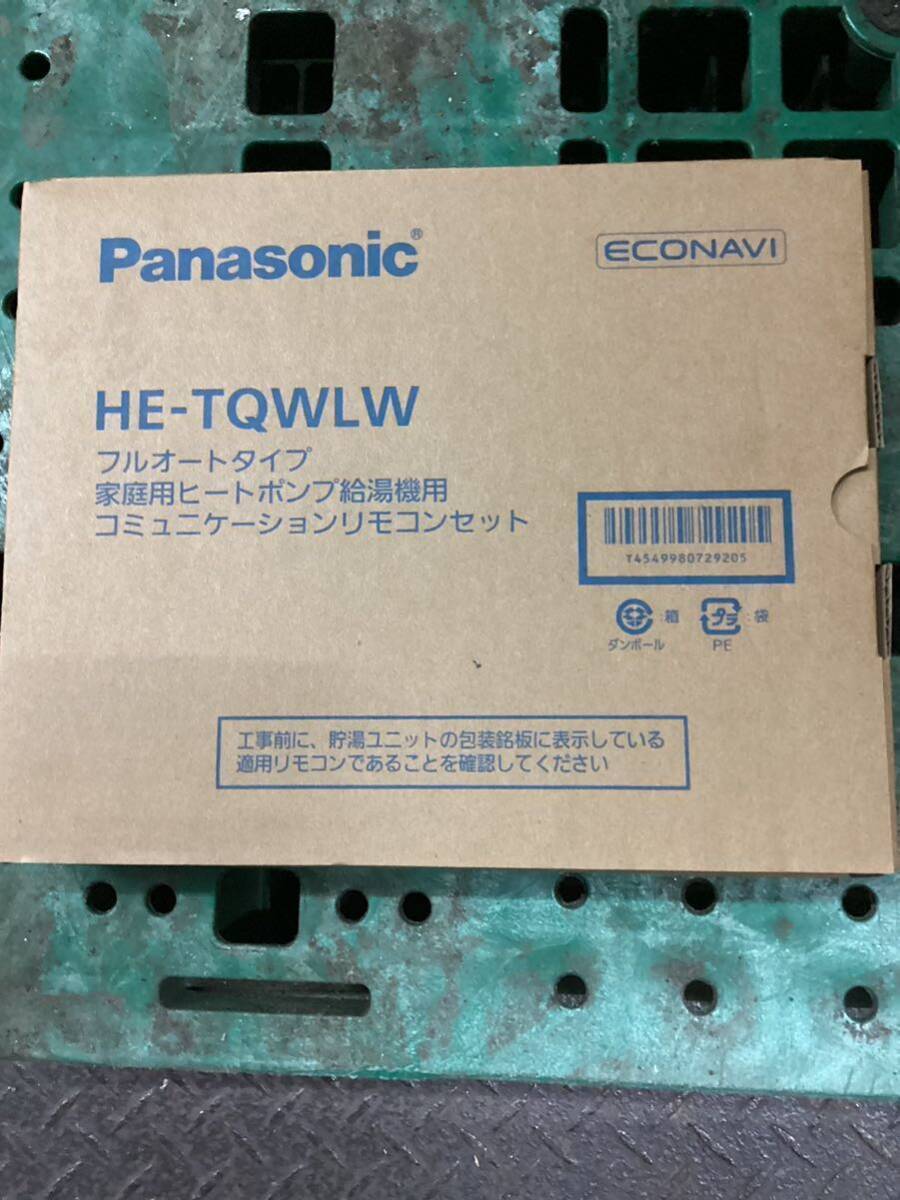 Panasonic®
ECONAVI
HE-TQWLW
フルオートタイプ
家庭用ヒートポンプ給湯機用
コミュニケーションリモコンセット
T4549980729205
:箱
ダンボール
プラ :袋
PE
工事前に、貯湯ユニットの包装銘板に表示している
適用リモコンであることを確認してください